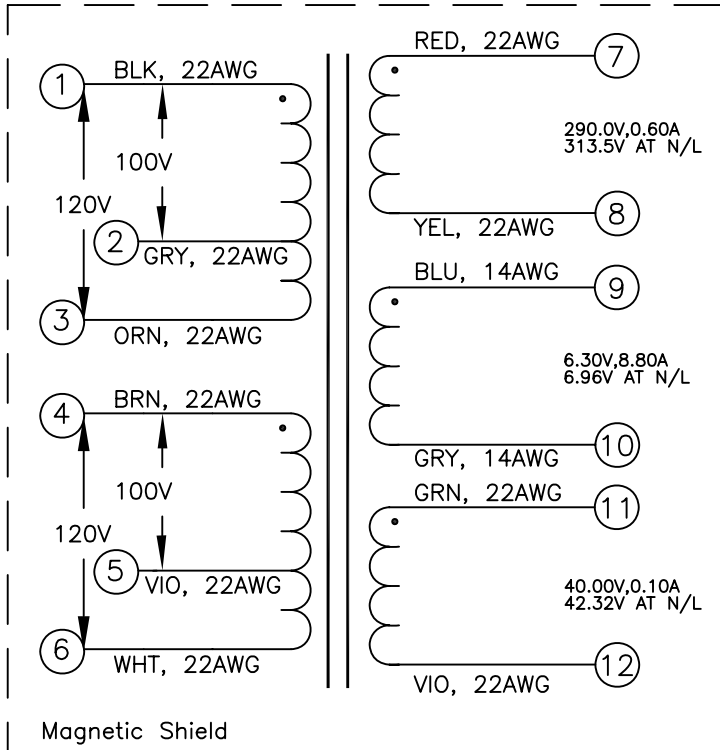 1
BLK, 22AWG
100V
120V
2
GRY, 22AWG
3
ORN, 22AWG
4
BRN, 22AWG
100V
120V
5
VIO, 22AWG
6
WHT, 22AWG
RED, 22AWG
7
290.0V,0.60A
313.5V AT N/L
8
YEL, 22AWG
BLU, 14AWG
9
6.30V,8.80A
6.96V AT N/L
10
GRY, 14AWG
GRN, 22AWG
11
40.00V,0.10A
42.32V AT N/L
12
VIO, 22AWG
Magnetic Shield